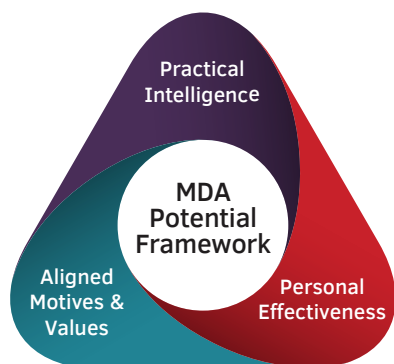 Practical
Intelligence
MDA
Potential
Framework
Aligned
Motives &
Values
Personal
Effectiveness